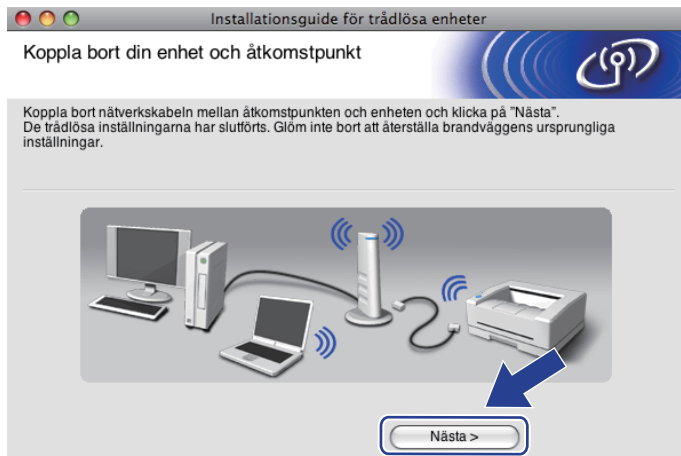 Installationsguide för trådlösa enheter
Koppla bort din enhet och åtkomstpunkt
Koppla bort nätverkskabeln mellan åtkomstpunkten och enheten och klicka på "Nästa".
De trådlösa inställningarna har slutförts. Glöm inte bort att återställa brandväggens ursprungliga
inställningar.
Nästa >